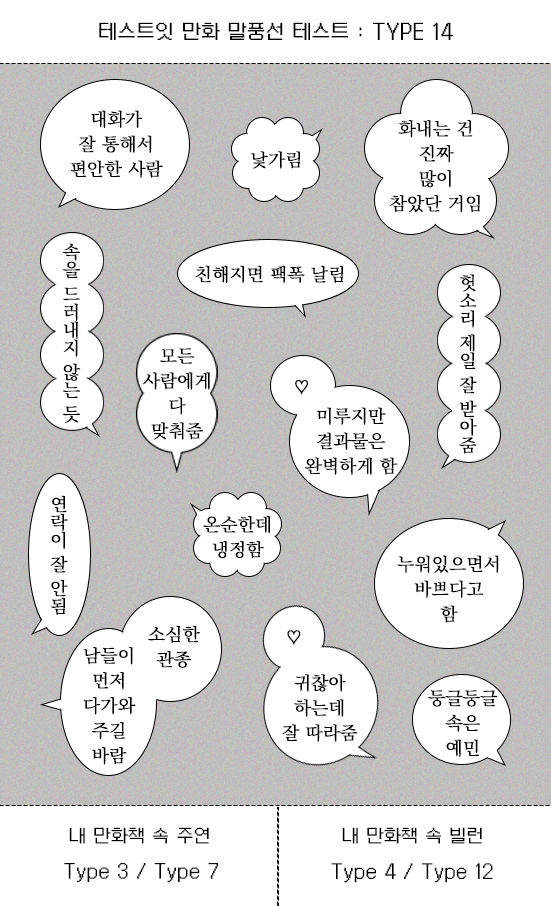 테스트잇 만화 말풍선 테스트 : TYPE 14
대화가
잘 통해서
편안한 사람
낯가림
화내는 건
진짜
많이
참았단 거임
속을 드러내지 않는 듯
친해지면 팩폭 날림
헛소리 제일 잘 받아줌
모든
사람에게
다
맞춰줌
♡
미루지만
결과물은
완벽하게 함
연락이 잘 안됨
온순한데
냉정함
누워있으면서
바쁘다고
함
소심한
관종
남들이
먼저
다가와
주길
바람
♡
귀찮아
하는데
잘 따라줌
둥글둥글
속은
예민
내 만화책 속 주연
Type 3 / Type 7
내 만화책 속 빌런
Type 4 / Type 12